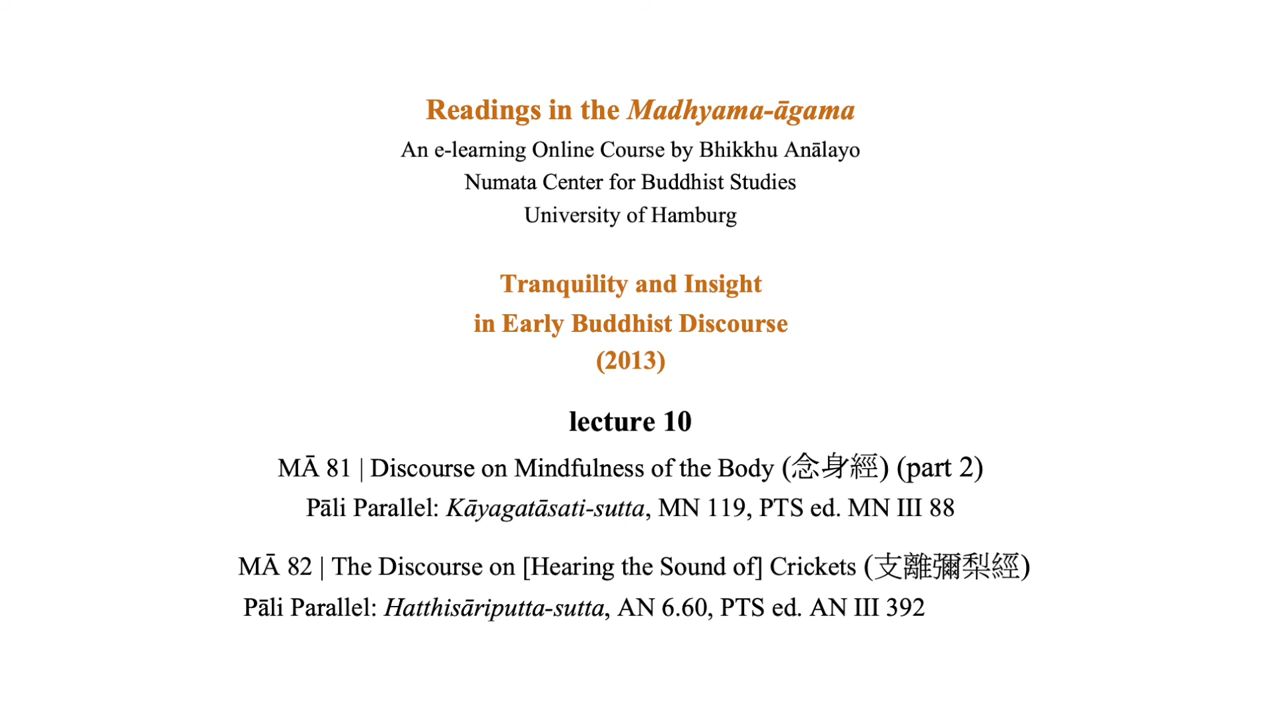 Readings in the Madhyama-āgama
An e-learning Online Course by Bhikkhu Anālayo
Numata Center for Buddhist Studies
University of Hamburg
Tranquility and Insight
in Early Buddhist Discourse
(2013)
lecture 10
MĀ 81 | Discourse on Mindfulness of the Body (念身經) (part 2)
Pāli Parallel: Kāyagatāsati-sutta, MN 119, PTS ed. MN III 88
MĀ 82 | The Discourse on [Hearing the Sound of] Crickets (支離彌梨經)
Pāli Parallel: Hatthisāriputta-sutta, AN 6.60, PTS ed. AN III 392